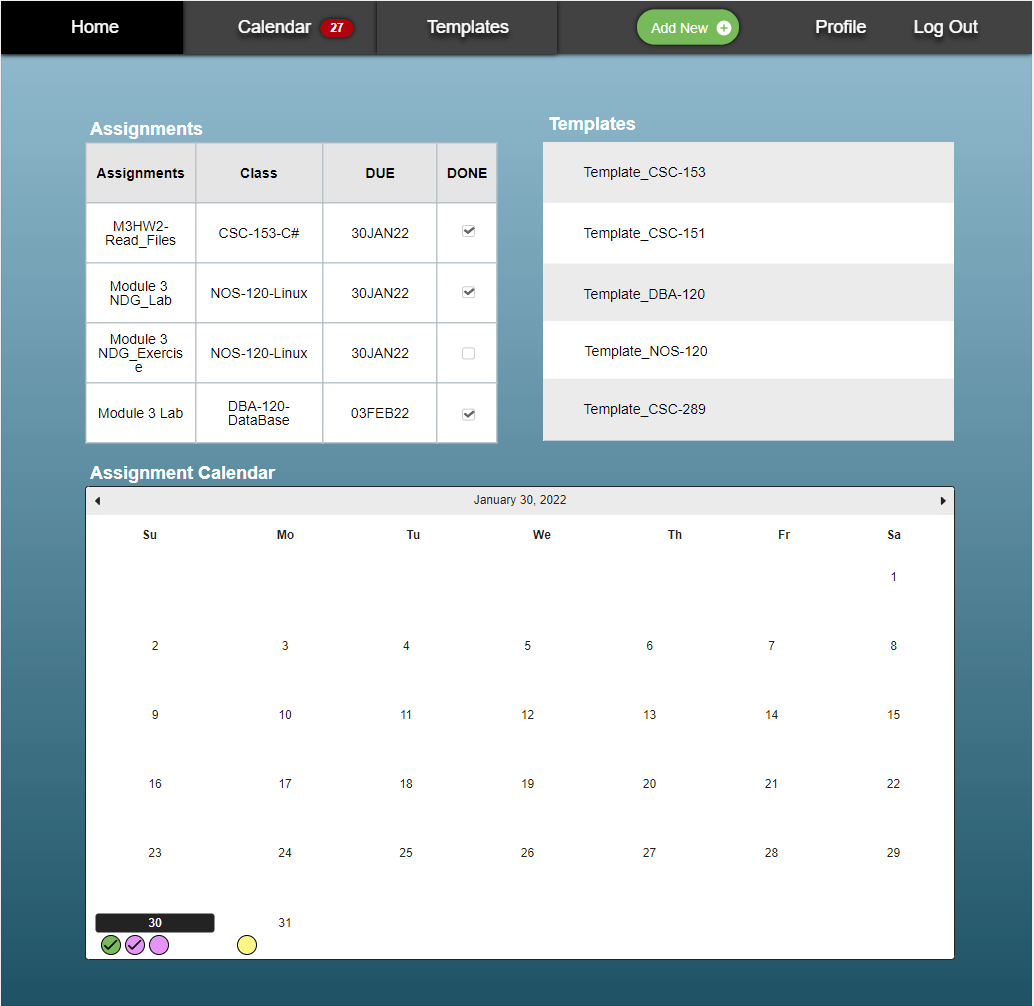 Home Calendar 27 Templates Add New Profile Log Out
Assignments
Assignments Class DUE DONE
M3HW2-
Read_Files
CSC-153-C# 30JAN22
Module 3
NDG_Lab
NOS-120-Linux 30JAN22
Module 3
NDG_Exercis
e
NOS-120-Linux 30JAN22
Module 3 Lab
DBA-120-
DataBase
03FEB22
Templates
Template_CSC-153
Template_CSC-151
Template_DBA-120
Template_NOS-120
Template_CSC-289
Assignment Calendar
January 30, 2022
Su Mo Tu We Th Fr Sa
1
2 3 4 5 6 7 8
9 10 11 12 13 14 15
16 17 18 19 20 21 22
23 24 25 26 27 28 29
30 31